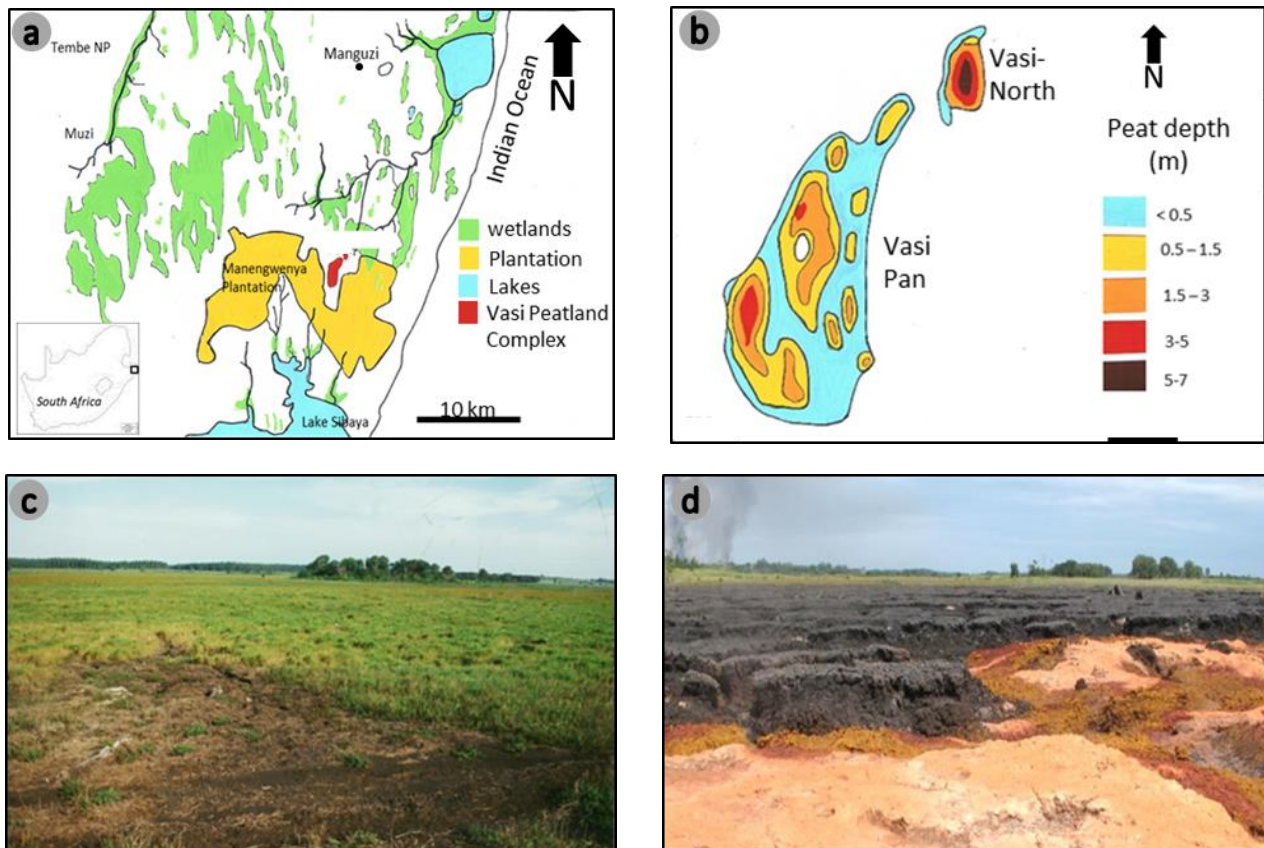 a
Tembe NP
Manguzi
N
Muzi
Indian Ocean
wetlands
Plantation
Lakes
Vasi Peatland
Complex
Manengwenya
Plantation
South Africa
Lake Sibaya
10 km
b
Vasi-
North
N
Peat depth
(m)
< 0.5
0.5 – 1.5
1.5 – 3
3-5
5-7
Vasi
Pan
c
d